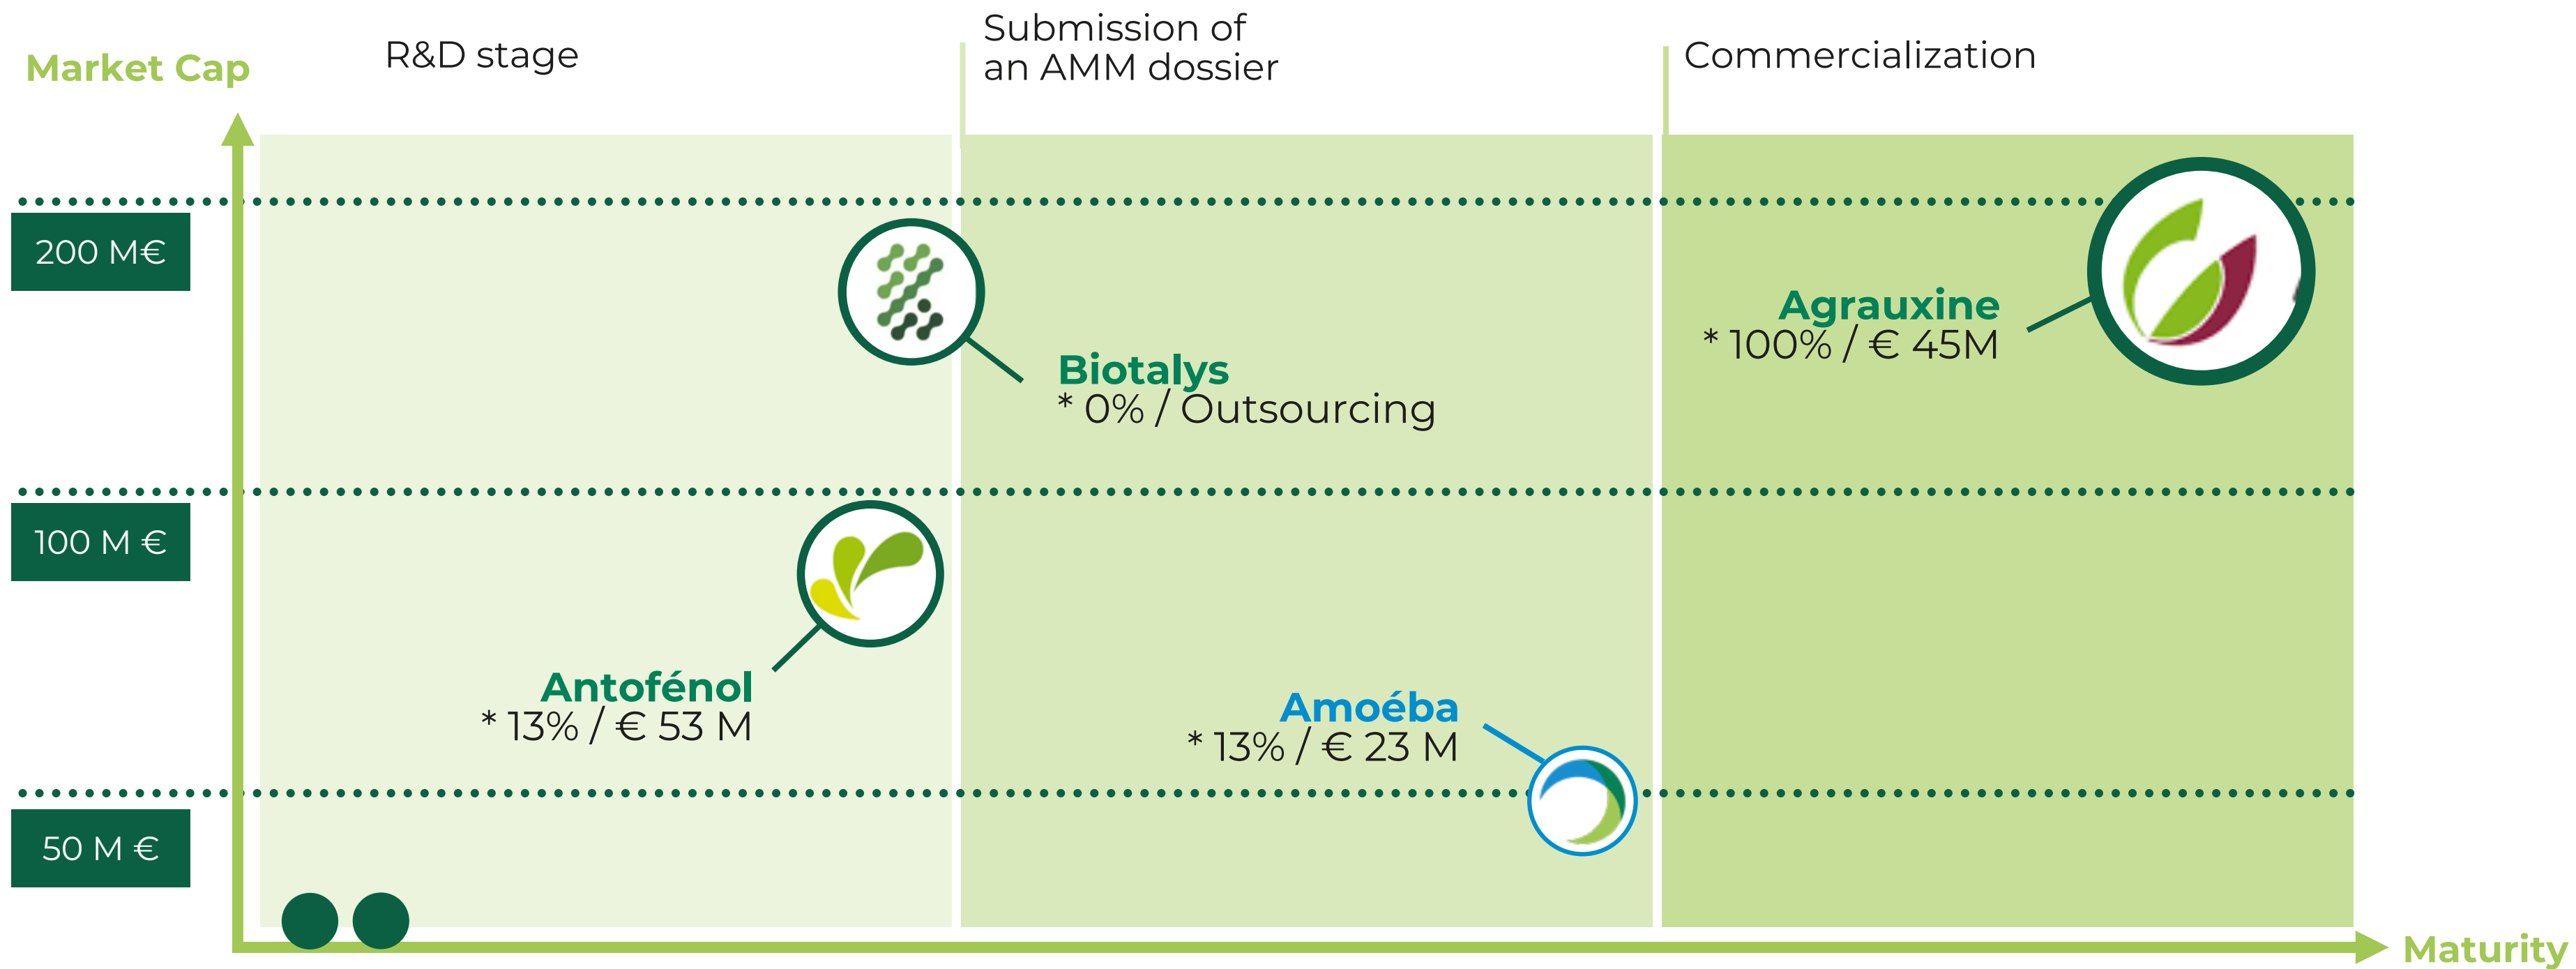 Market Cap
R&D stage
Submission of
an AMM dossier
Commercialization
200 M€
Agrauxine
* 100% / € 45M
Biotalys
* 0% / Outsourcing
100 M €
Antofénol
* 13% / € 53 M
Amoéba
* 13% / € 23 M
50 M €
Maturity